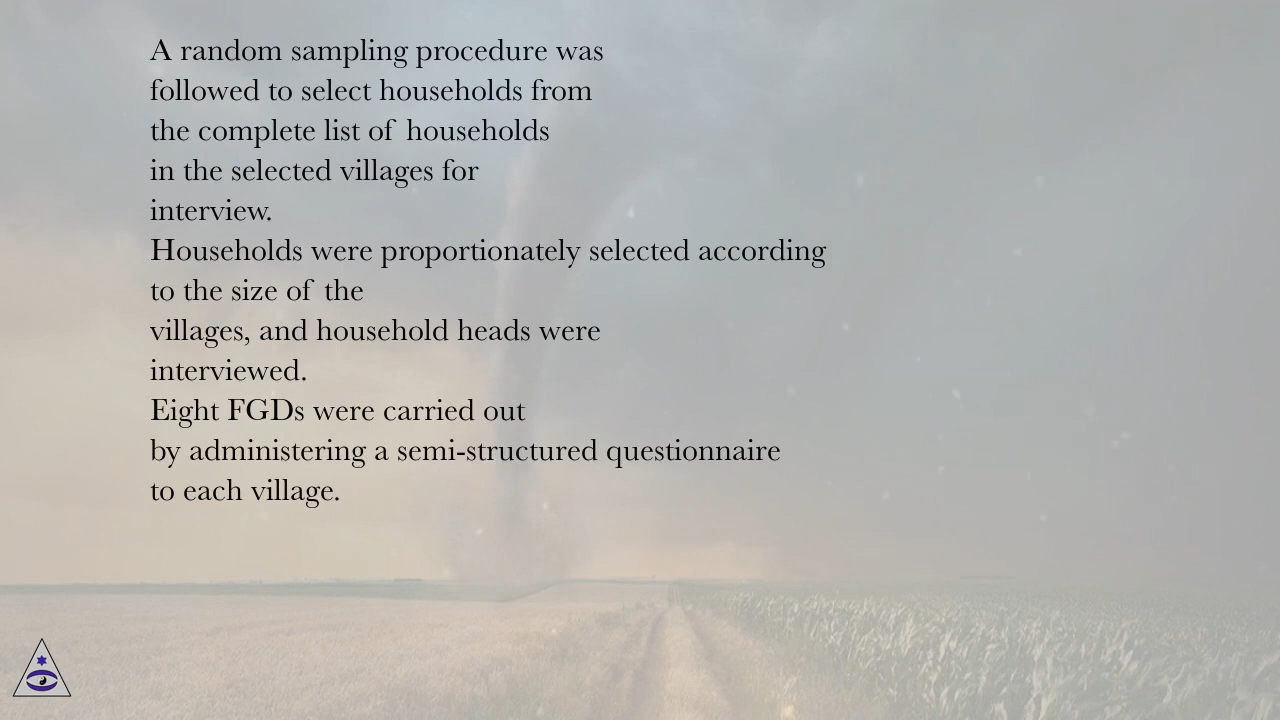 A random sampling procedure was
followed to select households from
the complete list of households
in the selected villages for
interview.
Households were proportionately selected according
to the size of the
villages, and household heads were
interviewed.
Eight FGDs were carried out
by administering a semi-structured questionnaire
to each village.